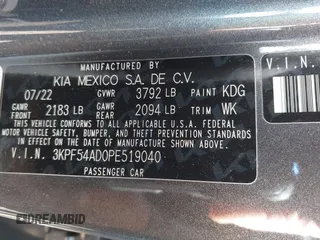 MANUFACTURED BY
KIA MEXICO S.A. DE C.V.
07/22 GVWR 3792 LB PAINT KDG
GAWR FRONT 2183 LB GAWR REAR 2094 LB TRIM WK
THIS VEHICLE CONFORMS TO ALL APPLICABLE U.S. FEDERAL
MOTOR VEHICLE SAFETY, BUMPER, AND THEFT PREVENTION
STANDARDS IN EFFECT ON THE DATE OF MANUFACTURE SHOWN ABOVE.
V.I.N. 3KPF54AD0PE519040
PASSENGER CAR
V.I.N.
©DREAMBID